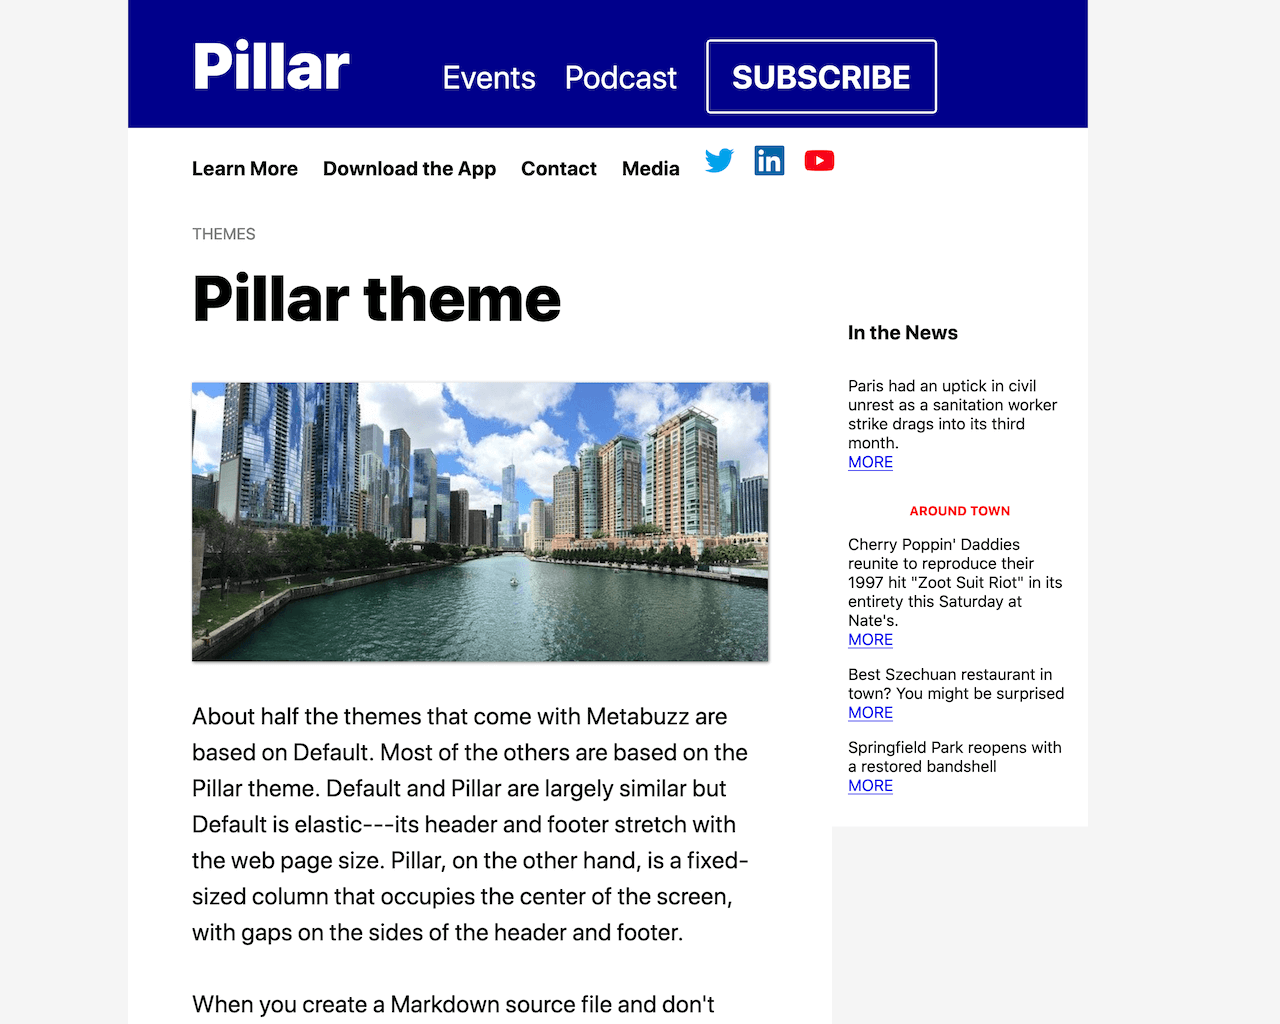 Pillar
Events
Podcast
SUBSCRIBE
Learn More
Download the App
Contact
Media
in
THEMES
Pillar theme
About half the themes that come with Metabuzz are
based on Default. Most of the others are based on the
Pillar theme. Default and Pillar are largely similar but
Default is elastic---its header and footer stretch with
the web page size. Pillar, on the other hand, is a fixed-
sized column that occupies the center of the screen,
with gaps on the sides of the header and footer.
When you create a Markdown source file and don't
In the News
Paris had an uptick in civil
unrest as a sanitation worker
strike drags into its third
month.
MORE
AROUND TOWN
Cherry Poppin' Daddies
reunite to reproduce their
1997 hit "Zoot Suit Riot" in its
entirety this Saturday at
Nate's.
MORE
Best Szechuan restaurant in
town? You might be surprised
MORE
Springfield Park reopens with
a restored bandshell
MORE